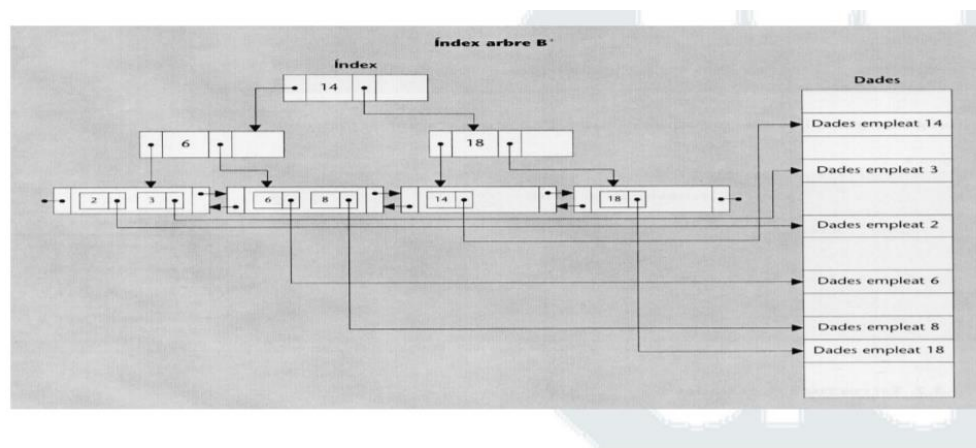 Índex arbre B+
Índex
14
6
18
2 3 6 8 14 18
Dades
Dades empleat 14
Dades empleat 3
Dades empleat 2
Dades empleat 6
Dades empleat 8
Dades empleat 18